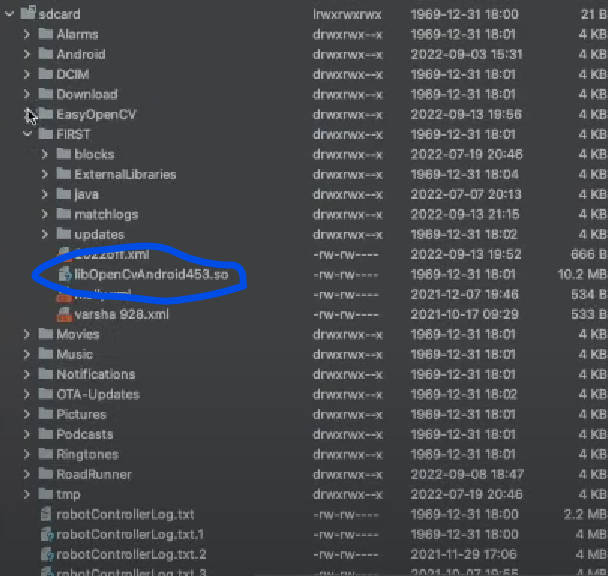 sdcard lrwxrwxrwx 1969-12-31 18:00 21 B
Alarms drwxrwx--x 1969-12-31 18:01 4 KB
Android drwxrwx--x 2022-09-03 15:31 4 KB
DCIM drwxrwx--x 1969-12-31 18:01 4 KB
Download drwxrwx--x 1969-12-31 18:01 4 KB
EasyOpenCV drwxrwx--x 2022-09-13 19:56 4 KB
FIRST drwxrwx--x 1969-12-31 18:01 4 KB
blocks drwxrwx--x 2022-07-19 20:46 4 KB
ExternalLibraries drwxrwx--x 1969-12-31 18:04 4 KB
java drwxrwx--x 2022-07-07 20:13 4 KB
matchlogs drwxrwx--x 2022-09-13 21:15 4 KB
updates drwxrwx--x 1969-12-31 18:02 4 KB
2022off.xml -rw-rw---- 2022-09-13 19:52 666 B
libOpenCvAndroid453.so -rw-rw---- 1969-12-31 18:01 10.2 MB
-rw-rw---- 2021-12-07 19:46 534 B
varsha 928.xml -rw-rw---- 2021-10-17 09:29 533 B
Movies drwxrwx--x 1969-12-31 18:01 4 KB
Music drwxrwx--x 1969-12-31 18:01 4 KB
Notifications drwxrwx--x 1969-12-31 18:01 4 KB
OTA-Updates drwxrwx--x 1969-12-31 18:02 4 KB
Pictures drwxrwx--x 1969-12-31 18:01 4 KB
Podcasts drwxrwx--x 1969-12-31 18:01 4 KB
Ringtones drwxrwx--x 1969-12-31 18:01 4 KB
RoadRunner drwxrwx--x 2022-09-08 18:47 4 KB
tmp drwxrwx--x 2022-07-19 20:46 4 KB
robotControllerLog.txt -rw-rw---- 1969-12-31 18:00 2.2 MB
robotControllerLog.txt.1 -rw-rw---- 1969-12-31 18:00 4 MB
robotControllerLog.txt.2 -rw-rw---- 2021-11-29 17:06 4 MB
robotControllerLog.txt.3 -rw-rw---- 2021-10-07 19:55 4 MB